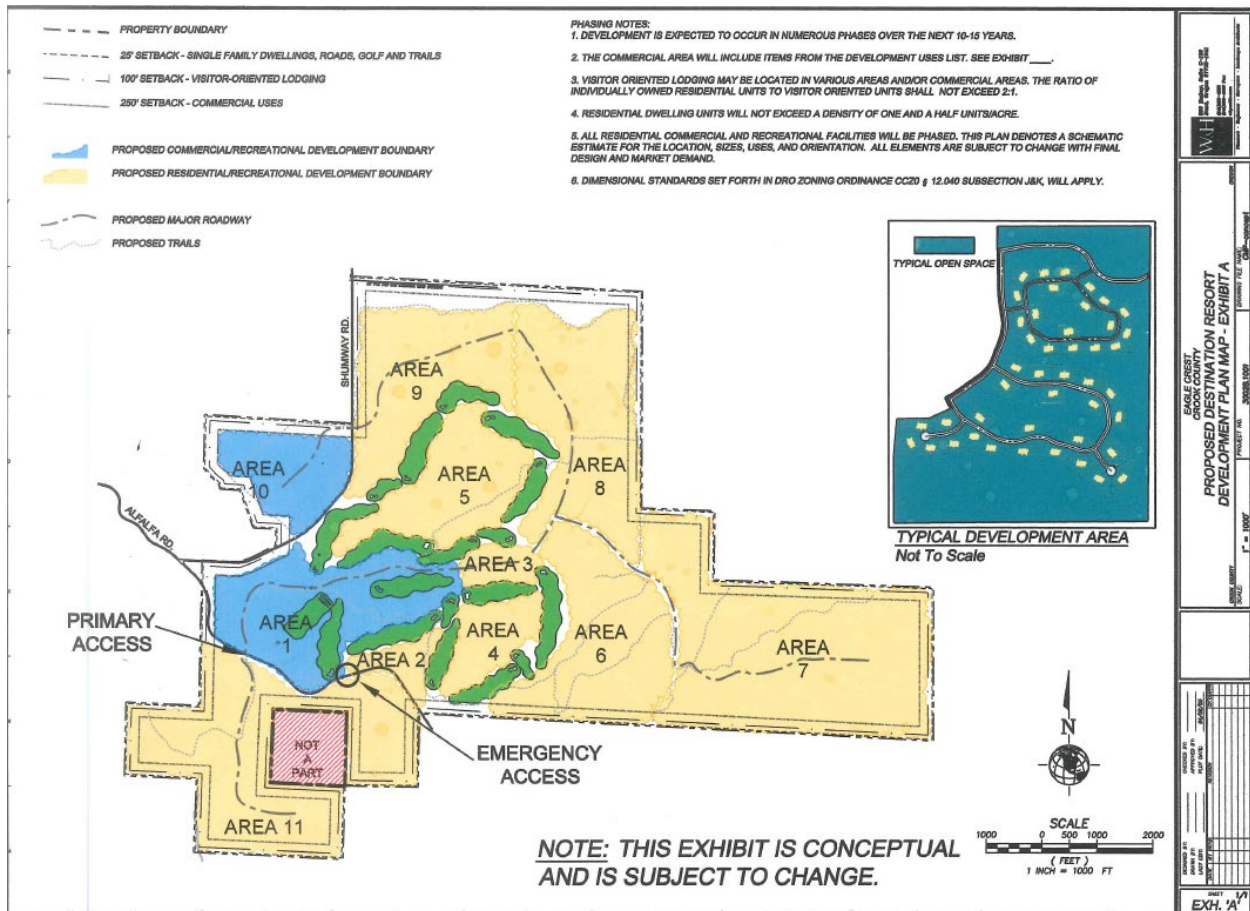 PROPERTY BOUNDARY
25' SETBACK - SINGLE FAMILY DWELLINGS, ROADS, GOLF AND TRAILS
100' SETBACK - VISITOR-ORIENTED LODGING
250' SETBACK - COMMERCIAL USES
PROPOSED COMMERCIAL/RECREATIONAL DEVELOPMENT BOUNDARY
PROPOSED RESIDENTIAL/RECREATIONAL DEVELOPMENT BOUNDARY
PROPOSED MAJOR ROADWAY
PROPOSED TRAILS
PHASING NOTES:
1. DEVELOPMENT IS EXPECTED TO OCCUR IN NUMEROUS PHASES OVER THE NEXT 10-15 YEARS.
2. THE COMMERCIAL AREA WILL INCLUDE ITEMS FROM THE DEVELOPMENT USES LIST. SEE EXHIBIT ____.
3. VISITOR ORIENTED LODGING MAY BE LOCATED IN VARIOUS AREAS AND/OR COMMERCIAL AREAS. THE RATIO OF
INDIVIDUALLY OWNED RESIDENTIAL UNITS TO VISITOR ORIENTED UNITS SHALL NOT EXCEED 2:1.
4. RESIDENTIAL DWELLING UNITS WILL NOT EXCEED A DENSITY OF ONE AND A HALF UNITS/ACRE.
5. ALL RESIDENTIAL COMMERCIAL AND RECREATIONAL FACILITIES WILL BE PHASED. THIS PLAN DENOTES A SCHEMATIC
ESTIMATE FOR THE LOCATION, SIZES, USES, AND ORIENTATION. ALL ELEMENTS ARE SUBJECT TO CHANGE WITH FINAL
DESIGN AND MARKET DEMAND.
6. DIMENSIONAL STANDARDS SET FORTH IN DRO ZONING ORDINANCE CCZO § 12.040 SUBSECTION J&K, WILL APPLY.
TYPICAL OPEN SPACE
TYPICAL DEVELOPMENT AREA
Not To Scale
SHUMWAY RD.
ALFALFA RD.
AREA
9
AREA
10
AREA
5
AREA
8
AREA 3
AREA
1
AREA 2
AREA
4
AREA
6
AREA
7
PRIMARY
ACCESS
EMERGENCY
ACCESS
NOT
A
PART
AREA 11
N
SCALE
1000 0 500 1000 2000
( FEET )
1 INCH = 1000 FT
NOTE: THIS EXHIBIT IS CONCEPTUAL
AND IS SUBJECT TO CHANGE.
W&H
EAGLE CREST
CROOK COUNTY
PROPOSED DESTINATION RESORT
DEVELOPMENT PLAN MAP - EXHIBIT A
PROJECT NO.
DRAWING FILE NAME:
SCALE:
1" = 1000'
SHEET 1/1
EXH. 'A'